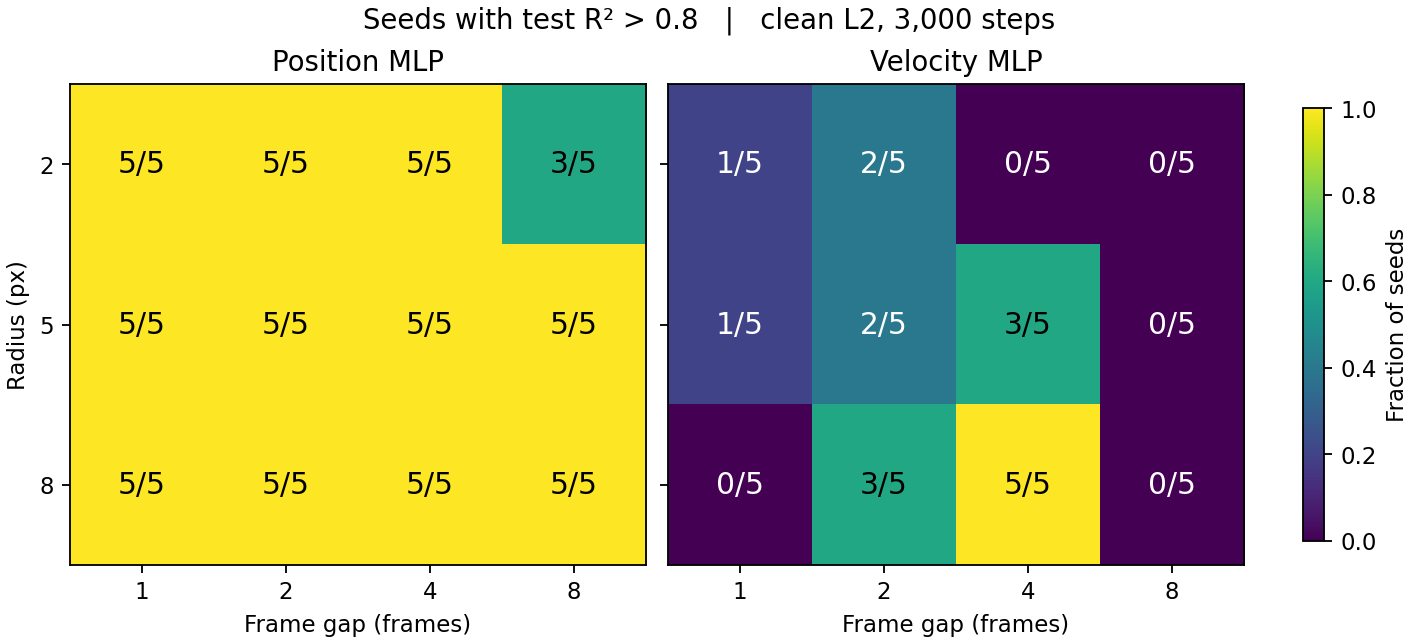 Seeds with test R² > 0.8 | clean L2, 3,000 steps
Position MLP
Velocity MLP
Radius (px)
2
5
8
5/5 5/5 5/5 3/5
5/5 5/5 5/5 5/5
5/5 5/5 5/5 5/5
1 2 4 8
Frame gap (frames)
1/5 2/5 0/5 0/5
1/5 2/5 3/5 0/5
0/5 3/5 5/5 0/5
1 2 4 8
Frame gap (frames)
1.0
0.8
0.6
0.4
0.2
0.0
Fraction of seeds